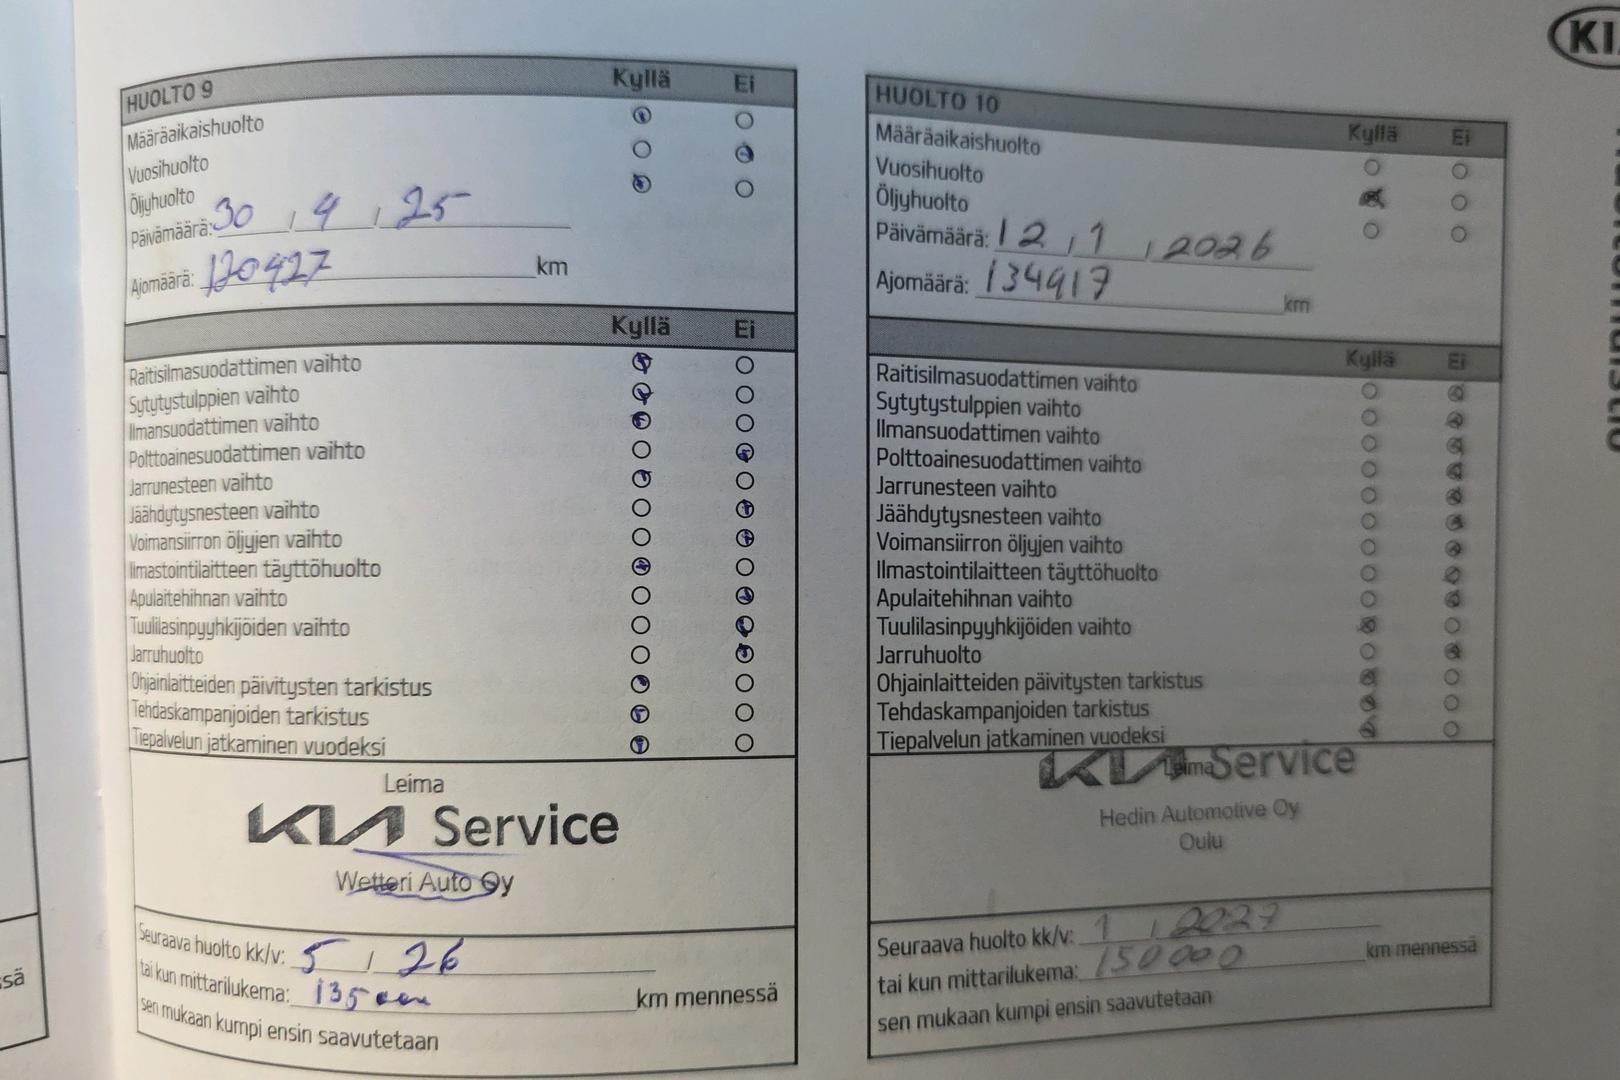 KI
HUOLTO 9 Kyllä Ei
Määräaikaishuolto
Vuosihuolto
Öljyhuolto
Päivämäärä: 30 / 4 / 25
Ajomäärä: 120427 km
Kyllä Ei
Raitisilmasuodattimen vaihto
Sytytystulppien vaihto
Ilmansuodattimen vaihto
Polttoainesuodattimen vaihto
Jarrunesteen vaihto
Jäähdytysnesteen vaihto
Voimansiirron öljyjen vaihto
Ilmastointilaitteen täyttöhuolto
Apulaitehihnan vaihto
Tuulilasinpyyhkijöiden vaihto
Jarruhuolto
Ohjainlaitteiden päivitysten tarkistus
Tehdaskampanjoiden tarkistus
Tiepalvelun jatkaminen vuodeksi
Leima
KIA Service
Wetteri Auto Oy
Seuraava huolto kk/v: 5 / 26
tai kun mittarilukema: 135 km mennessä
sen mukaan kumpi ensin saavutetaan
HUOLTO 10 Kyllä Ei
Määräaikaishuolto
Vuosihuolto
Öljyhuolto
Päivämäärä: 12 / 1 / 2026
Ajomäärä: 134917 km
Kyllä Ei
Raitisilmasuodattimen vaihto
Sytytystulppien vaihto
Ilmansuodattimen vaihto
Polttoainesuodattimen vaihto
Jarrunesteen vaihto
Jäähdytysnesteen vaihto
Voimansiirron öljyjen vaihto
Ilmastointilaitteen täyttöhuolto
Apulaitehihnan vaihto
Tuulilasinpyyhkijöiden vaihto
Jarruhuolto
Ohjainlaitteiden päivitysten tarkistus
Tehdaskampanjoiden tarkistus
Tiepalvelun jatkaminen vuodeksi
Leima
KIA Service
Hedin Automotive Oy
Oulu
Seuraava huolto kk/v: 1 / 2027
tai kun mittarilukema: 150000 km mennessä
sen mukaan kumpi ensin saavutetaan
ssä